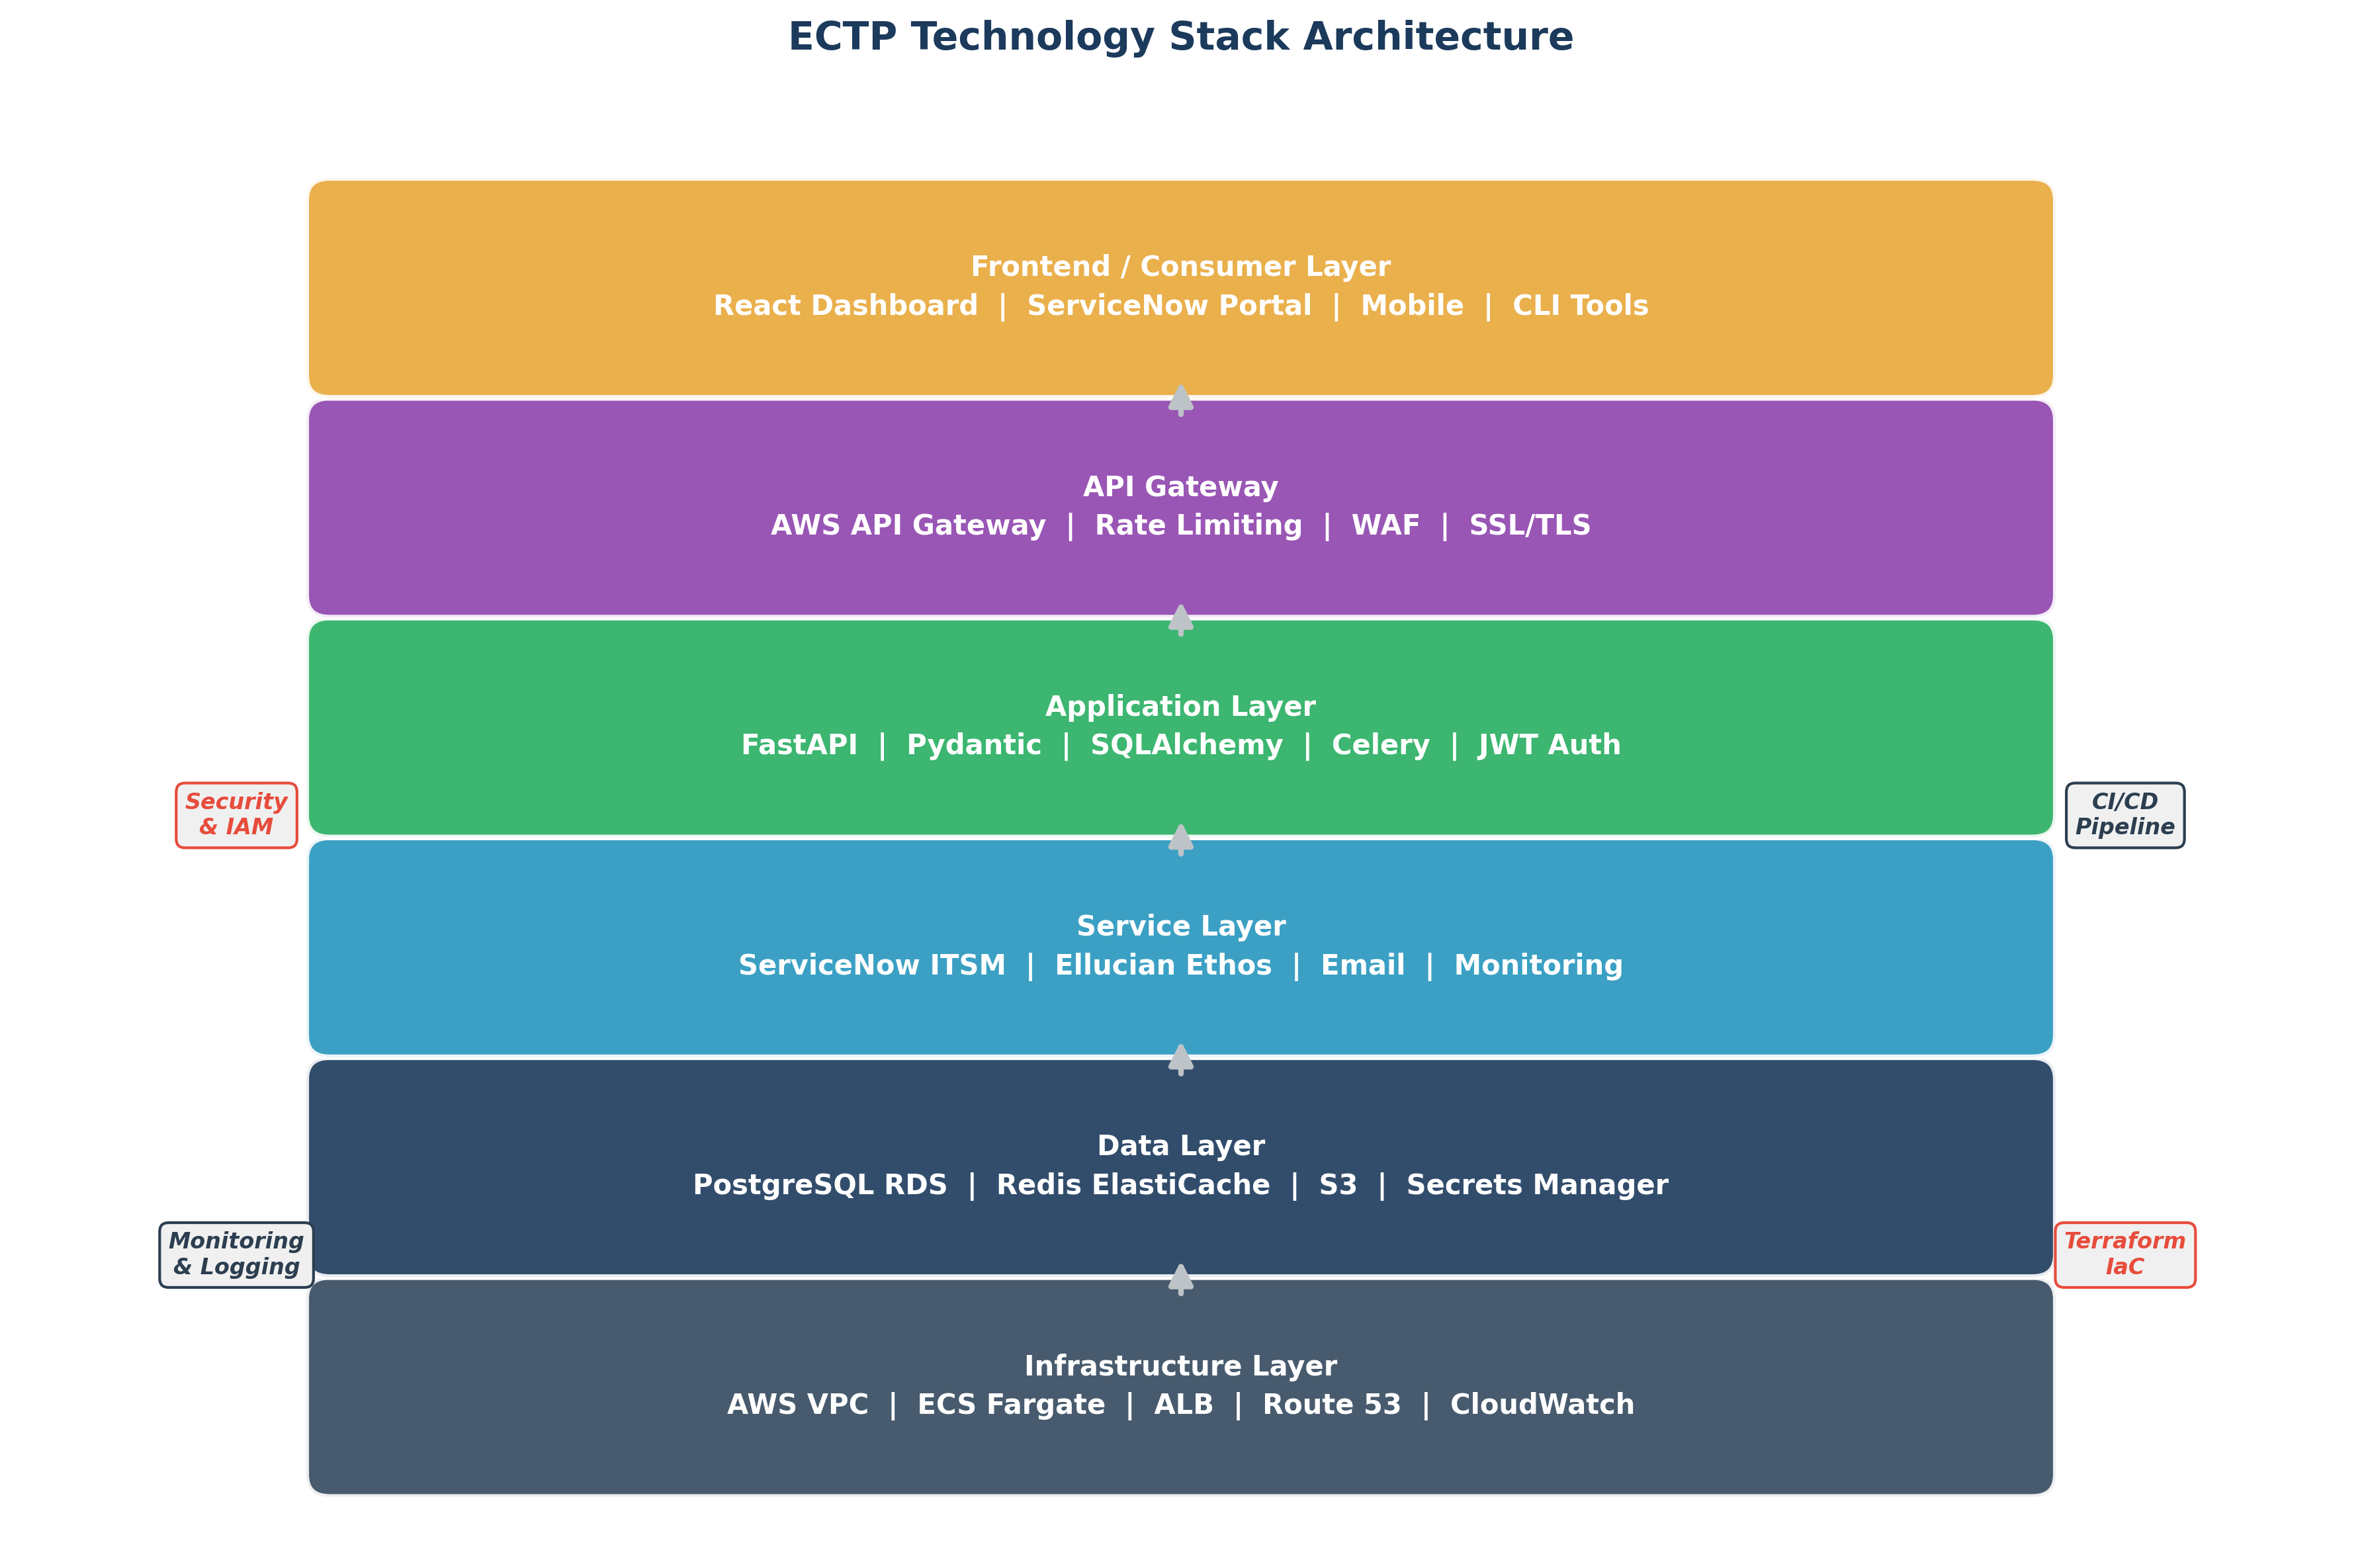 ECTP Technology Stack Architecture
Frontend / Consumer Layer
React Dashboard | ServiceNow Portal | Mobile | CLI Tools
API Gateway
AWS API Gateway | Rate Limiting | WAF | SSL/TLS
Application Layer
FastAPI | Pydantic | SQLAlchemy | Celery | JWT Auth
Security
& IAM
CI/CD
Pipeline
Service Layer
ServiceNow ITSM | Ellucian Ethos | Email | Monitoring
Data Layer
PostgreSQL RDS | Redis ElastiCache | S3 | Secrets Manager
Monitoring
& Logging
Terraform
IaC
Infrastructure Layer
AWS VPC | ECS Fargate | ALB | Route 53 | CloudWatch